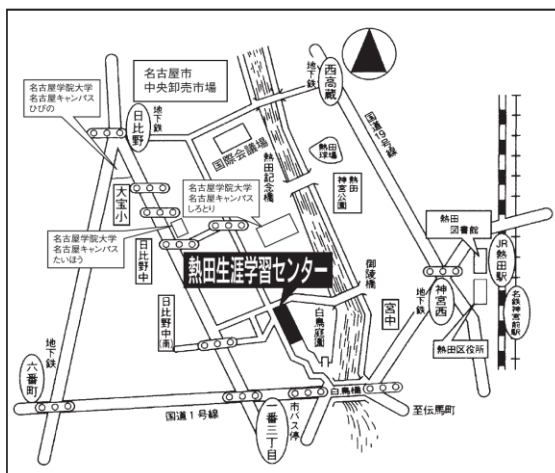 名古屋市
中央卸売市場
名古屋学院大学
名古屋キャンパス
ひびの
地下鉄
日比野
地下鉄
西高蔵
国道19号線
国際会議場
熱田記念橋
熱田
球場
熱田
神宮公園
大宝小
名古屋学院大学
名古屋キャンパス
しろとり
熱田
図書館
JR
熱田駅
名古屋学院大学
名古屋キャンパス
たいほう
日比野中
熱田生涯学習センター
御陵橋
宮中
地下鉄
神宮西
名鉄神宮前駅
日比野中(南)
白鳥庭園
熱田区役所
六番町
地下鉄
国道1号線
一番三丁目
市バス停
白鳥橋
至伝馬町